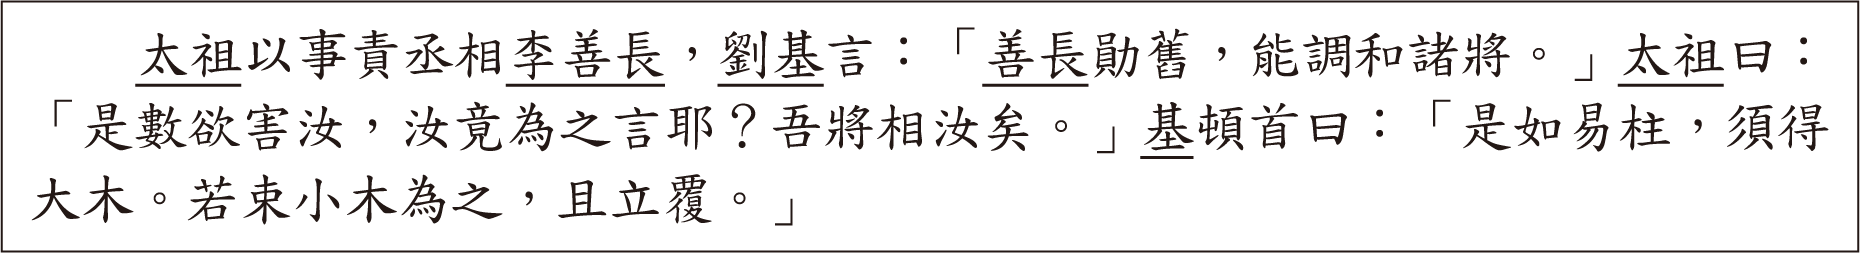 太祖以事責丞相李善長，劉基言：「善長勛舊，能調和諸將。」太祖曰：
「是數欲害汝，汝竟為之言耶？吾將相汝矣。」基頓首曰：「是如易柱，須得
大木。若束小木為之，且立覆。」